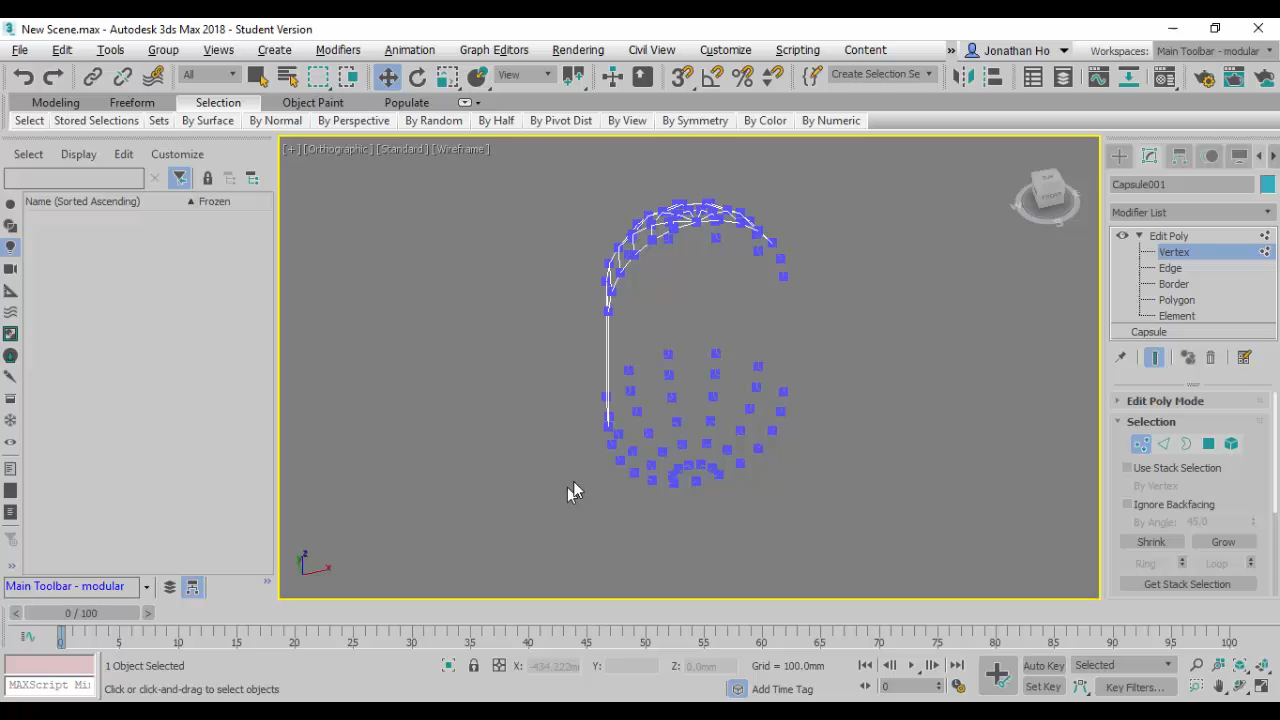 New Scene.max - Autodesk 3ds Max 2018 - Student Version
File Edit Tools Group Views Create Modifiers Animation Graph Editors Rendering Civil View Customize Scripting Content » Jonathan Ho Workspaces: Main Toolbar - modular
All View Create Selection Se
Modeling Freeform Selection Object Paint Populate
Select Stored Selections Sets By Surface By Normal By Perspective By Random By Half By Pivot Dist By View By Symmetry By Color By Numeric
Select Display Edit Customize
[+] [Orthographic] [Standard] [Wireframe]
Name (Sorted Ascending) ▲ Frozen
TOP
FRONT
Capsule001
Modifier List
Edit Poly
Vertex
Edge
Border
Polygon
Element
Capsule
Edit Poly Mode
Selection
Use Stack Selection
By Vertex
Ignore Backfacing
By Angle: 45.0
Shrink Grow
Ring Loop
Get Stack Selection
z
x
Main Toolbar - modular
< 0 / 100 >
0 5 10 15 20 25 30 35 40 45 50 55 60 65 70 75 80 85 90 95 100
1 Object Selected X: -434.222m Y: Z: 0.0mm Grid = 100.0mm Auto Key Selected
MAXScript Mi Click or click-and-drag to select objects Add Time Tag 0 Set Key Key Filters...